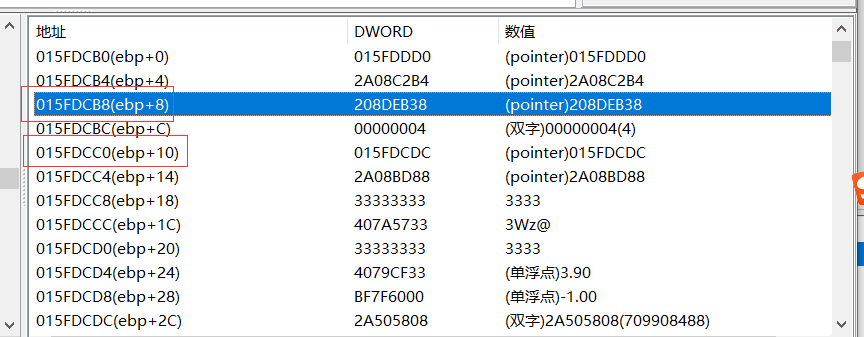 地址 DWORD 数值
015FDCB0(ebp+0) 015FDDD0 (pointer)015FDDD0
015FDCB4(ebp+4) 2A08C2B4 (pointer)2A08C2B4
015FDCB8(ebp+8) 208DEB38 (pointer)208DEB38
015FDCBC(ebp+C) 00000004 (双字)00000004(4)
015FDCC0(ebp+10) 015FDCDC (pointer)015FDCDC
015FDCC4(ebp+14) 2A08BD88 (pointer)2A08BD88
015FDCC8(ebp+18) 33333333 3333
015FDCCC(ebp+1C) 407A5733 3Wz@
015FDCD0(ebp+20) 33333333 3333
015FDCD4(ebp+24) 4079CF33 (单浮点)3.90
015FDCD8(ebp+28) BF7F6000 (单浮点)-1.00
015FDCDC(ebp+2C) 2A505808 (双字)2A505808(709908488)